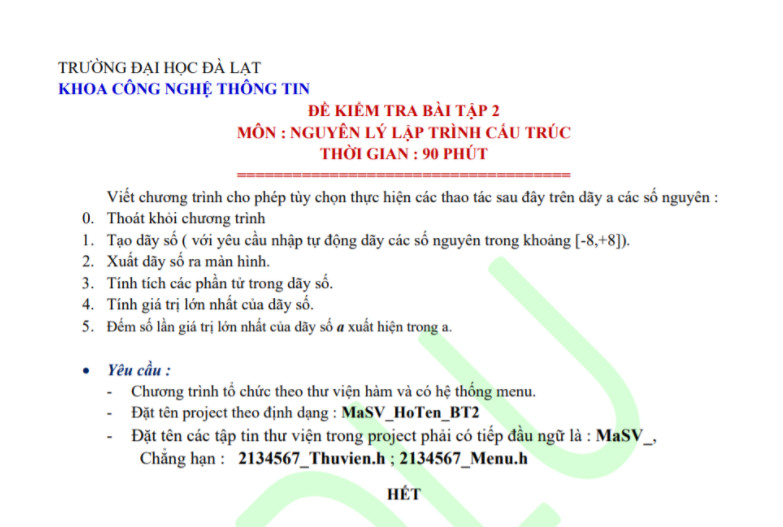 TRƯỜNG ĐẠI HỌC ĐÀ LẠT
KHOA CÔNG NGHỆ THÔNG TIN
ĐỀ KIỂM TRA BÀI TẬP 2
MÔN : NGUYÊN LÝ LẬP TRÌNH CẤU TRÚC
THỜI GIAN : 90 PHÚT
====================================
Viết chương trình cho phép tùy chọn thực hiện các thao tác sau đây trên dãy a các số nguyên :
0. Thoát khỏi chương trình
1. Tạo dãy số ( với yêu cầu nhập tự động dãy các số nguyên trong khoảng [-8,+8]).
2. Xuất dãy số ra màn hình.
3. Tính tích các phần tử trong dãy số.
4. Tính giá trị lớn nhất của dãy số.
5. Đếm số lần giá trị lớn nhất của dãy số a xuất hiện trong a.
• Yêu cầu :
- Chương trình tổ chức theo thư viện hàm và có hệ thống menu.
- Đặt tên project theo định dạng : MaSV_HoTen_BT2
- Đặt tên các tập tin thư viện trong project phải có tiếp đầu ngữ là : MaSV_,
Chẳng hạn : 2134567_Thuvien.h ; 2134567_Menu.h
HẾT